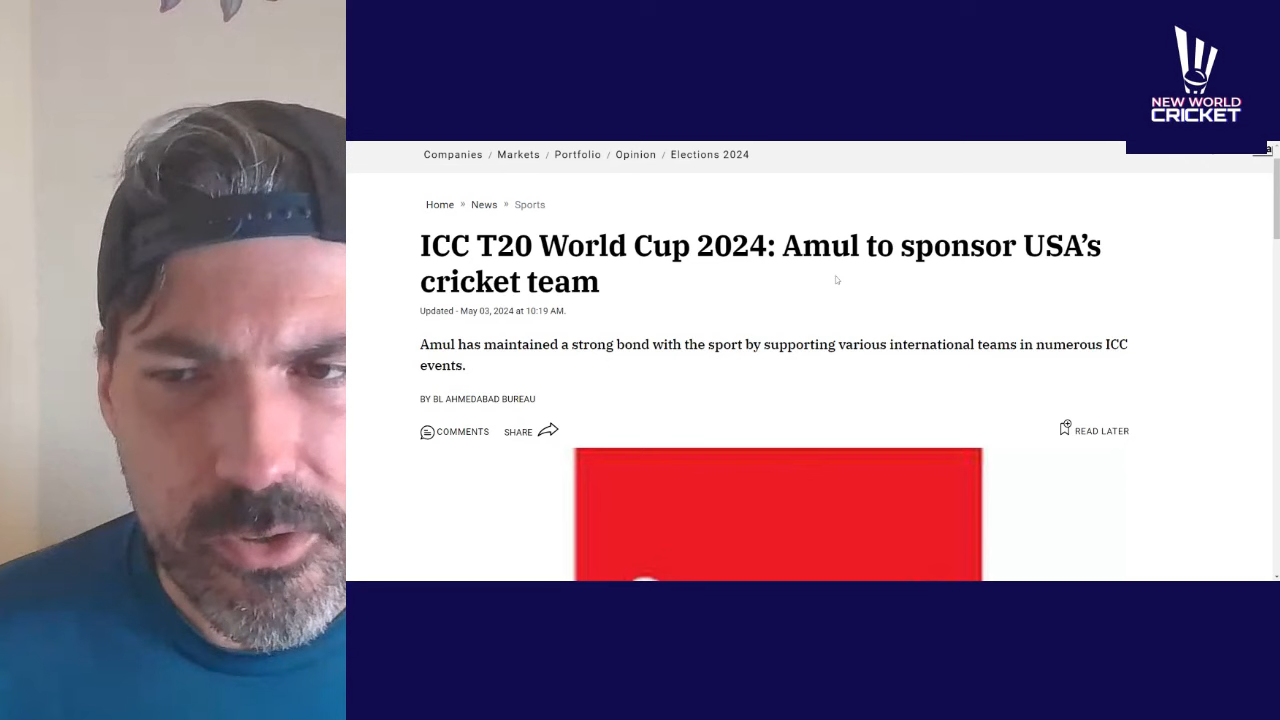 NEW WORLD
CRICKET
Companies / Markets / Portfolio / Opinion / Elections 2024
Home » News » Sports
ICC T20 World Cup 2024: Amul to sponsor USA’s
cricket team
Updated - May 03, 2024 at 10:19 AM.
Amul has maintained a strong bond with the sport by supporting various international teams in numerous ICC
events.
BY BL AHMEDABAD BUREAU
COMMENTS SHARE READ LATER